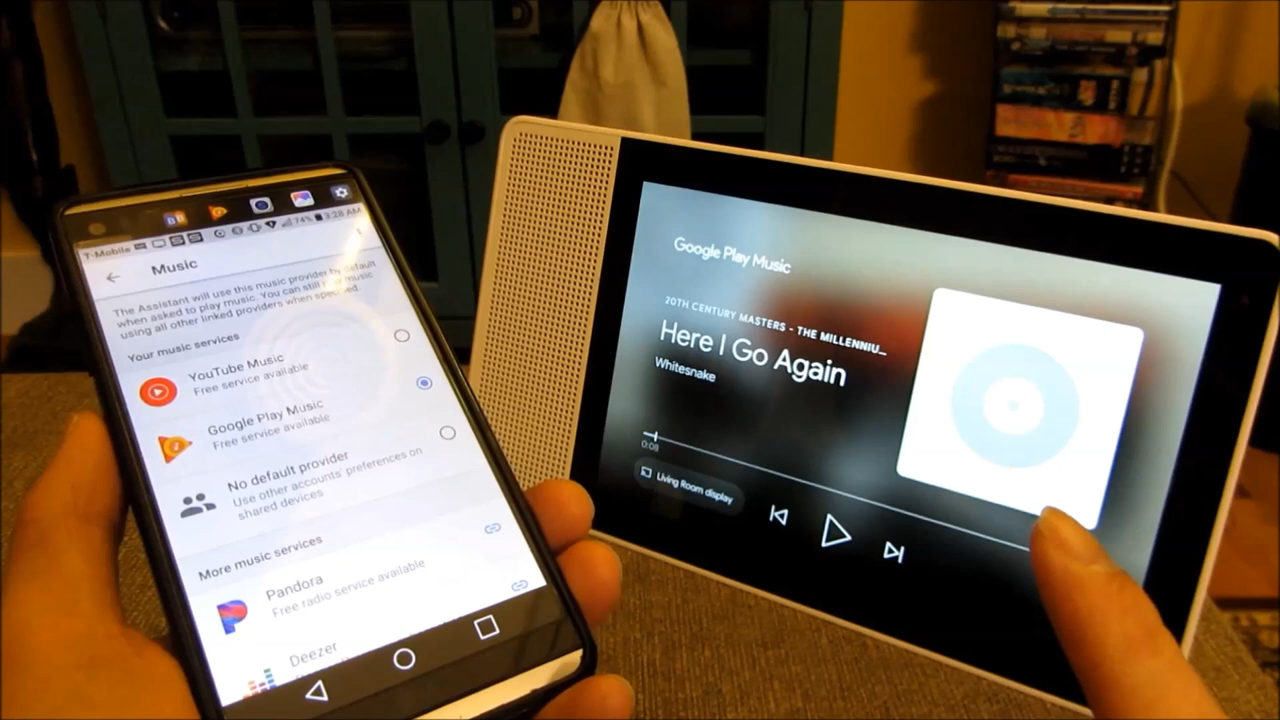 T-Mobile 74% 3:28 AM
Music
The Assistant will use this music provider by default
when asked to play music. You can still music
using all other linked providers when specified.
Your music services
YouTube Music
Free service available
Google Play Music
Free service available
No default provider
Use other accounts' preferences on
shared devices
More music services
Pandora
Free radio service available
Deezer
Google Play Music
20TH CENTURY MASTERS - THE MILLENNIU...
Here I Go Again
Whitesnake
0:08
Living Room display